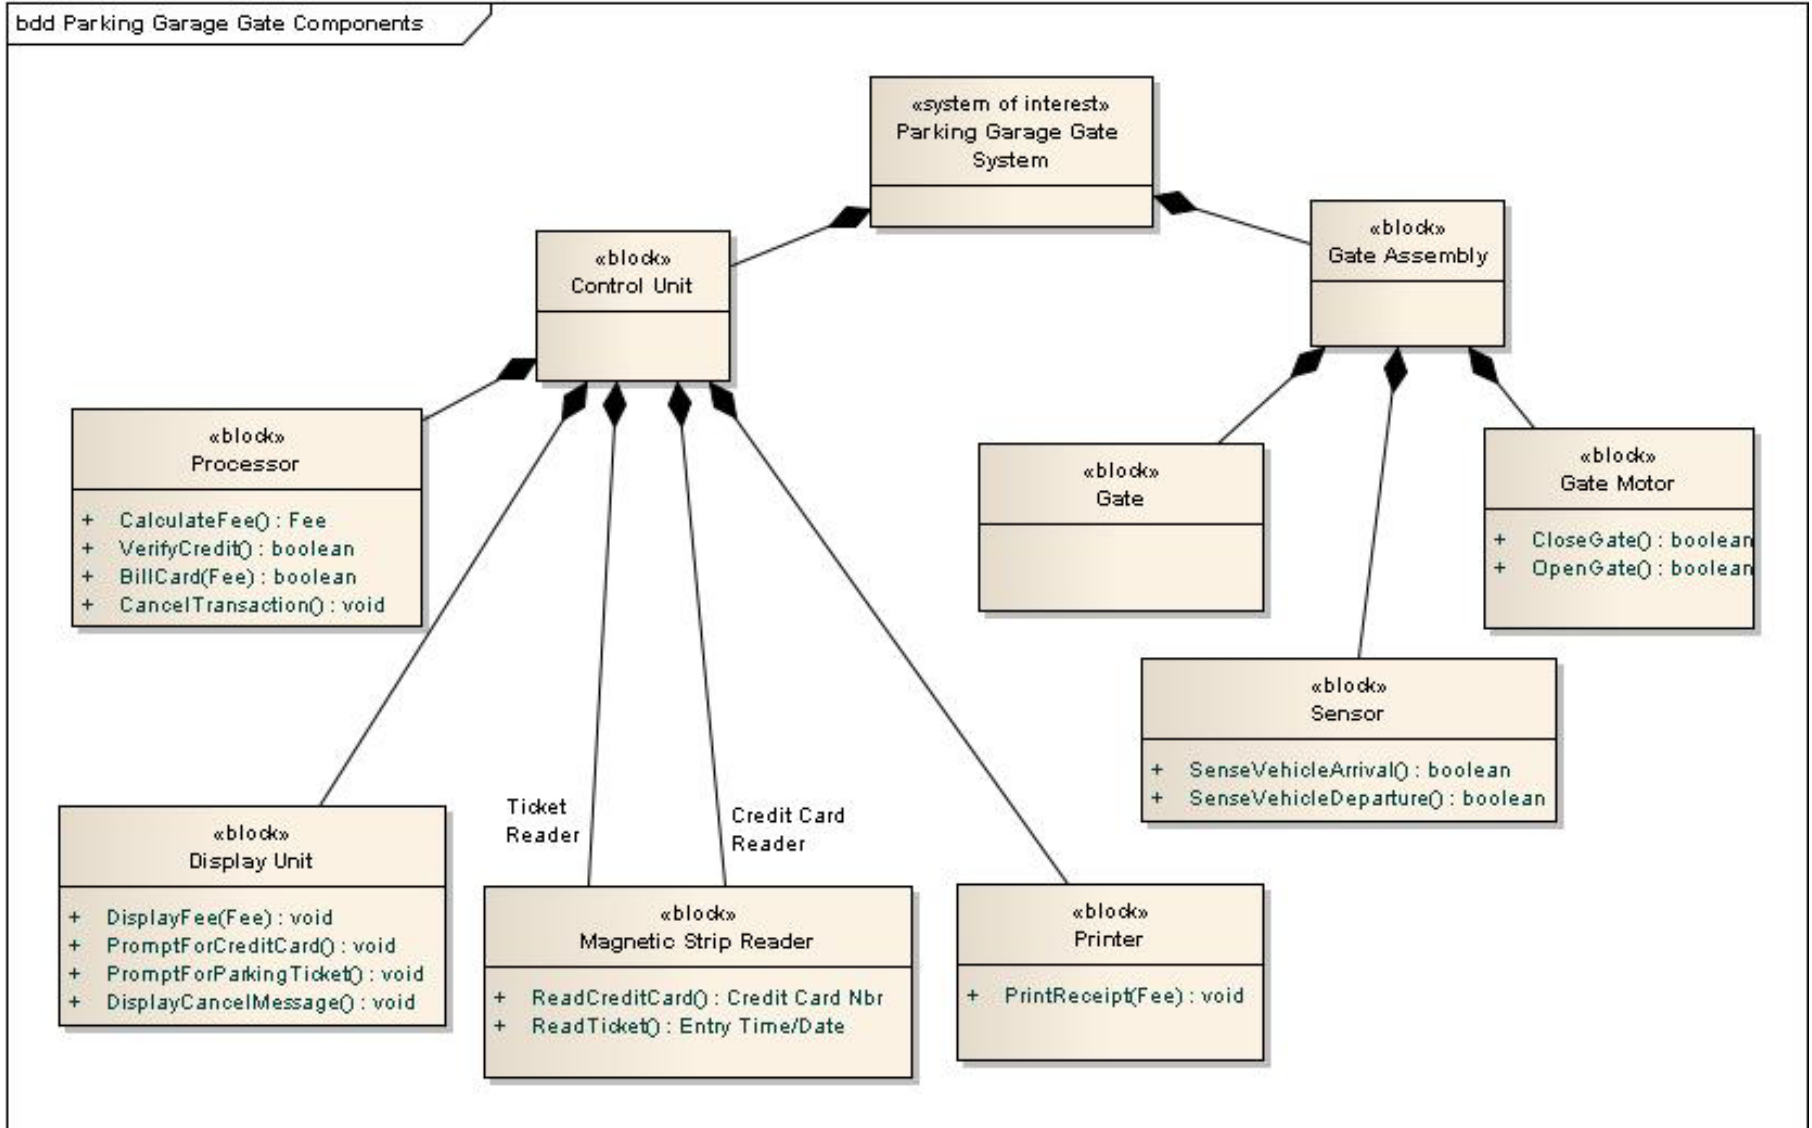 bdd Parking Garage Gate Components
«system of interest»
Parking Garage Gate
System
«block»
Control Unit
«block»
Gate Assembly
«block»
Processor
+ CalculateFee() : Fee
+ VerifyCredit() : boolean
+ BillCard(Fee) : boolean
+ CancelTransaction() : void
«block»
Gate
«block»
Gate Motor
+ CloseGate() : boolean
+ OpenGate() : boolean
«block»
Sensor
+ SenseVehicleArrival() : boolean
+ SenseVehicleDeparture() : boolean
Ticket
Reader
Credit Card
Reader
«block»
Display Unit
+ DisplayFee(Fee) : void
+ PromptForCreditCard() : void
+ PromptForParkingTicket() : void
+ DisplayCancelMessage() : void
«block»
Magnetic Strip Reader
+ ReadCreditCard() : Credit Card Nbr
+ ReadTicket() : Entry Time/Date
«block»
Printer
+ PrintReceipt(Fee) : void